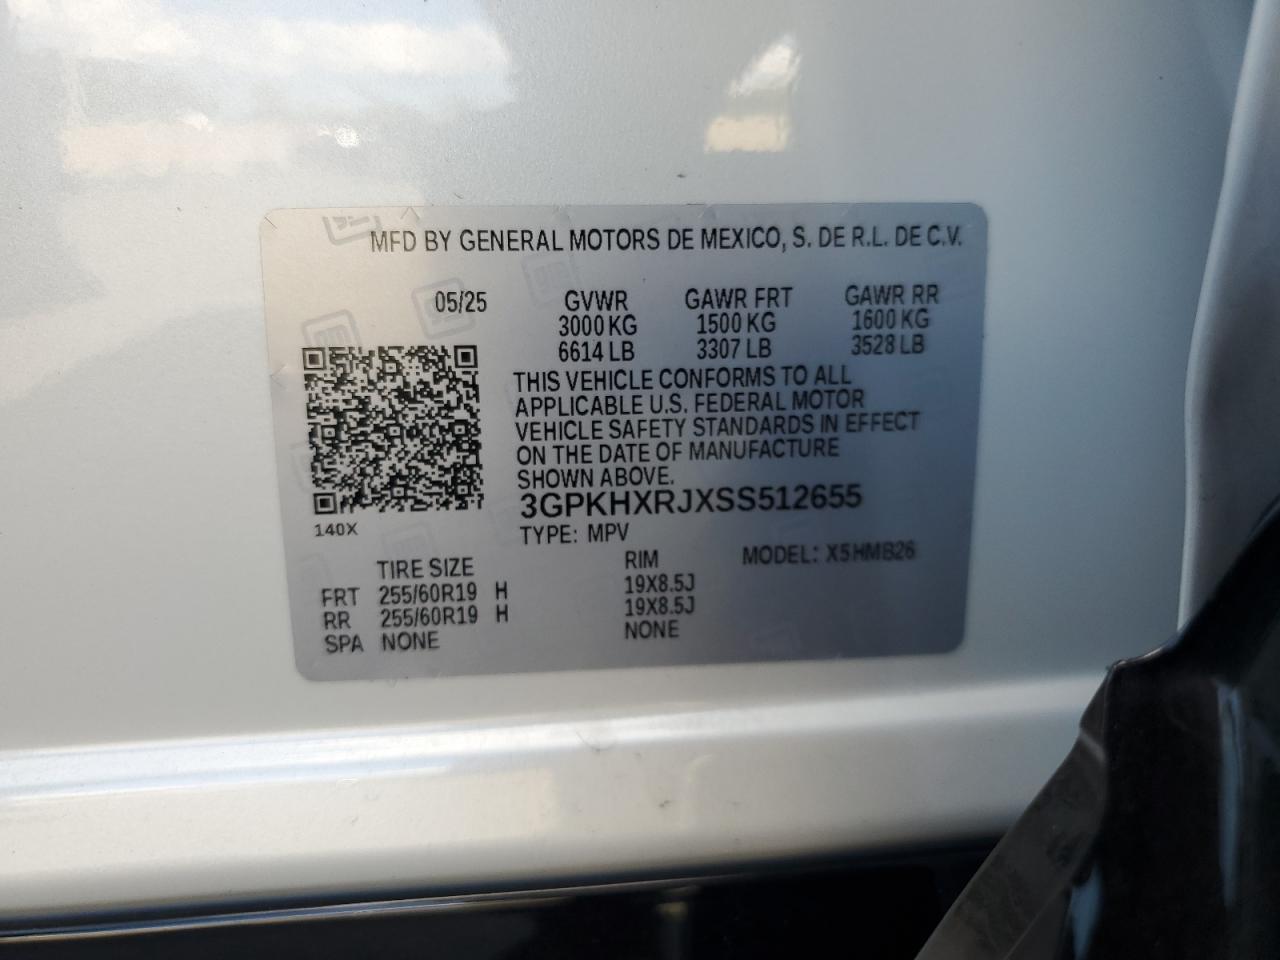 MFD BY GENERAL MOTORS DE MEXICO, S. DE R.L. DE C.V.
05/25 GVWR GAWR FRT GAWR RR
3000 KG 1500 KG 1600 KG
6614 LB 3307 LB 3528 LB
THIS VEHICLE CONFORMS TO ALL
APPLICABLE U.S. FEDERAL MOTOR
VEHICLE SAFETY STANDARDS IN EFFECT
ON THE DATE OF MANUFACTURE
SHOWN ABOVE.
3GPKHXRJXSS512655
140X TYPE: MPV
TIRE SIZE RIM MODEL: X5HMB26
FRT 255/60R19 H 19X8.5J
RR 255/60R19 H 19X8.5J
SPA NONE NONE